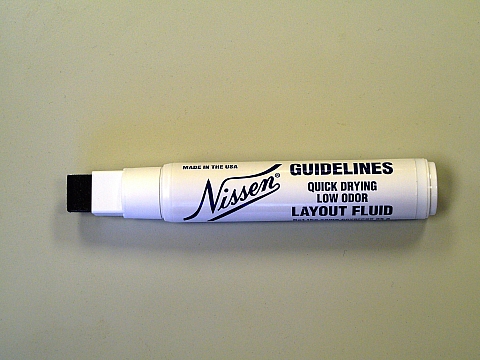 MADE IN THE USA
Nissen®
GUIDELINES
QUICK DRYING
LOW ODOR
LAYOUT FLUID